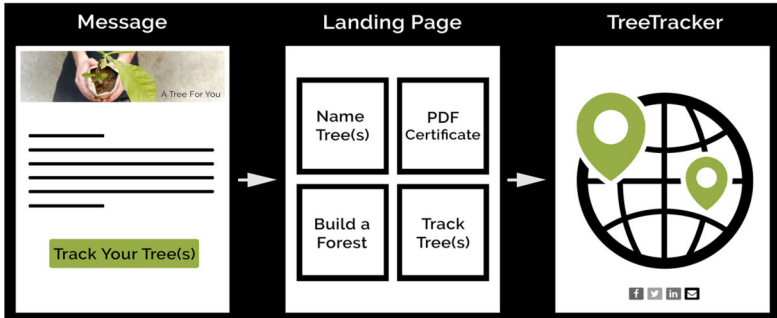 Message
A Tree For You
Track Your Tree(s)
Landing Page
Name
Tree(s)
PDF
Certificate
Build a
Forest
Track
Tree(s)
TreeTracker